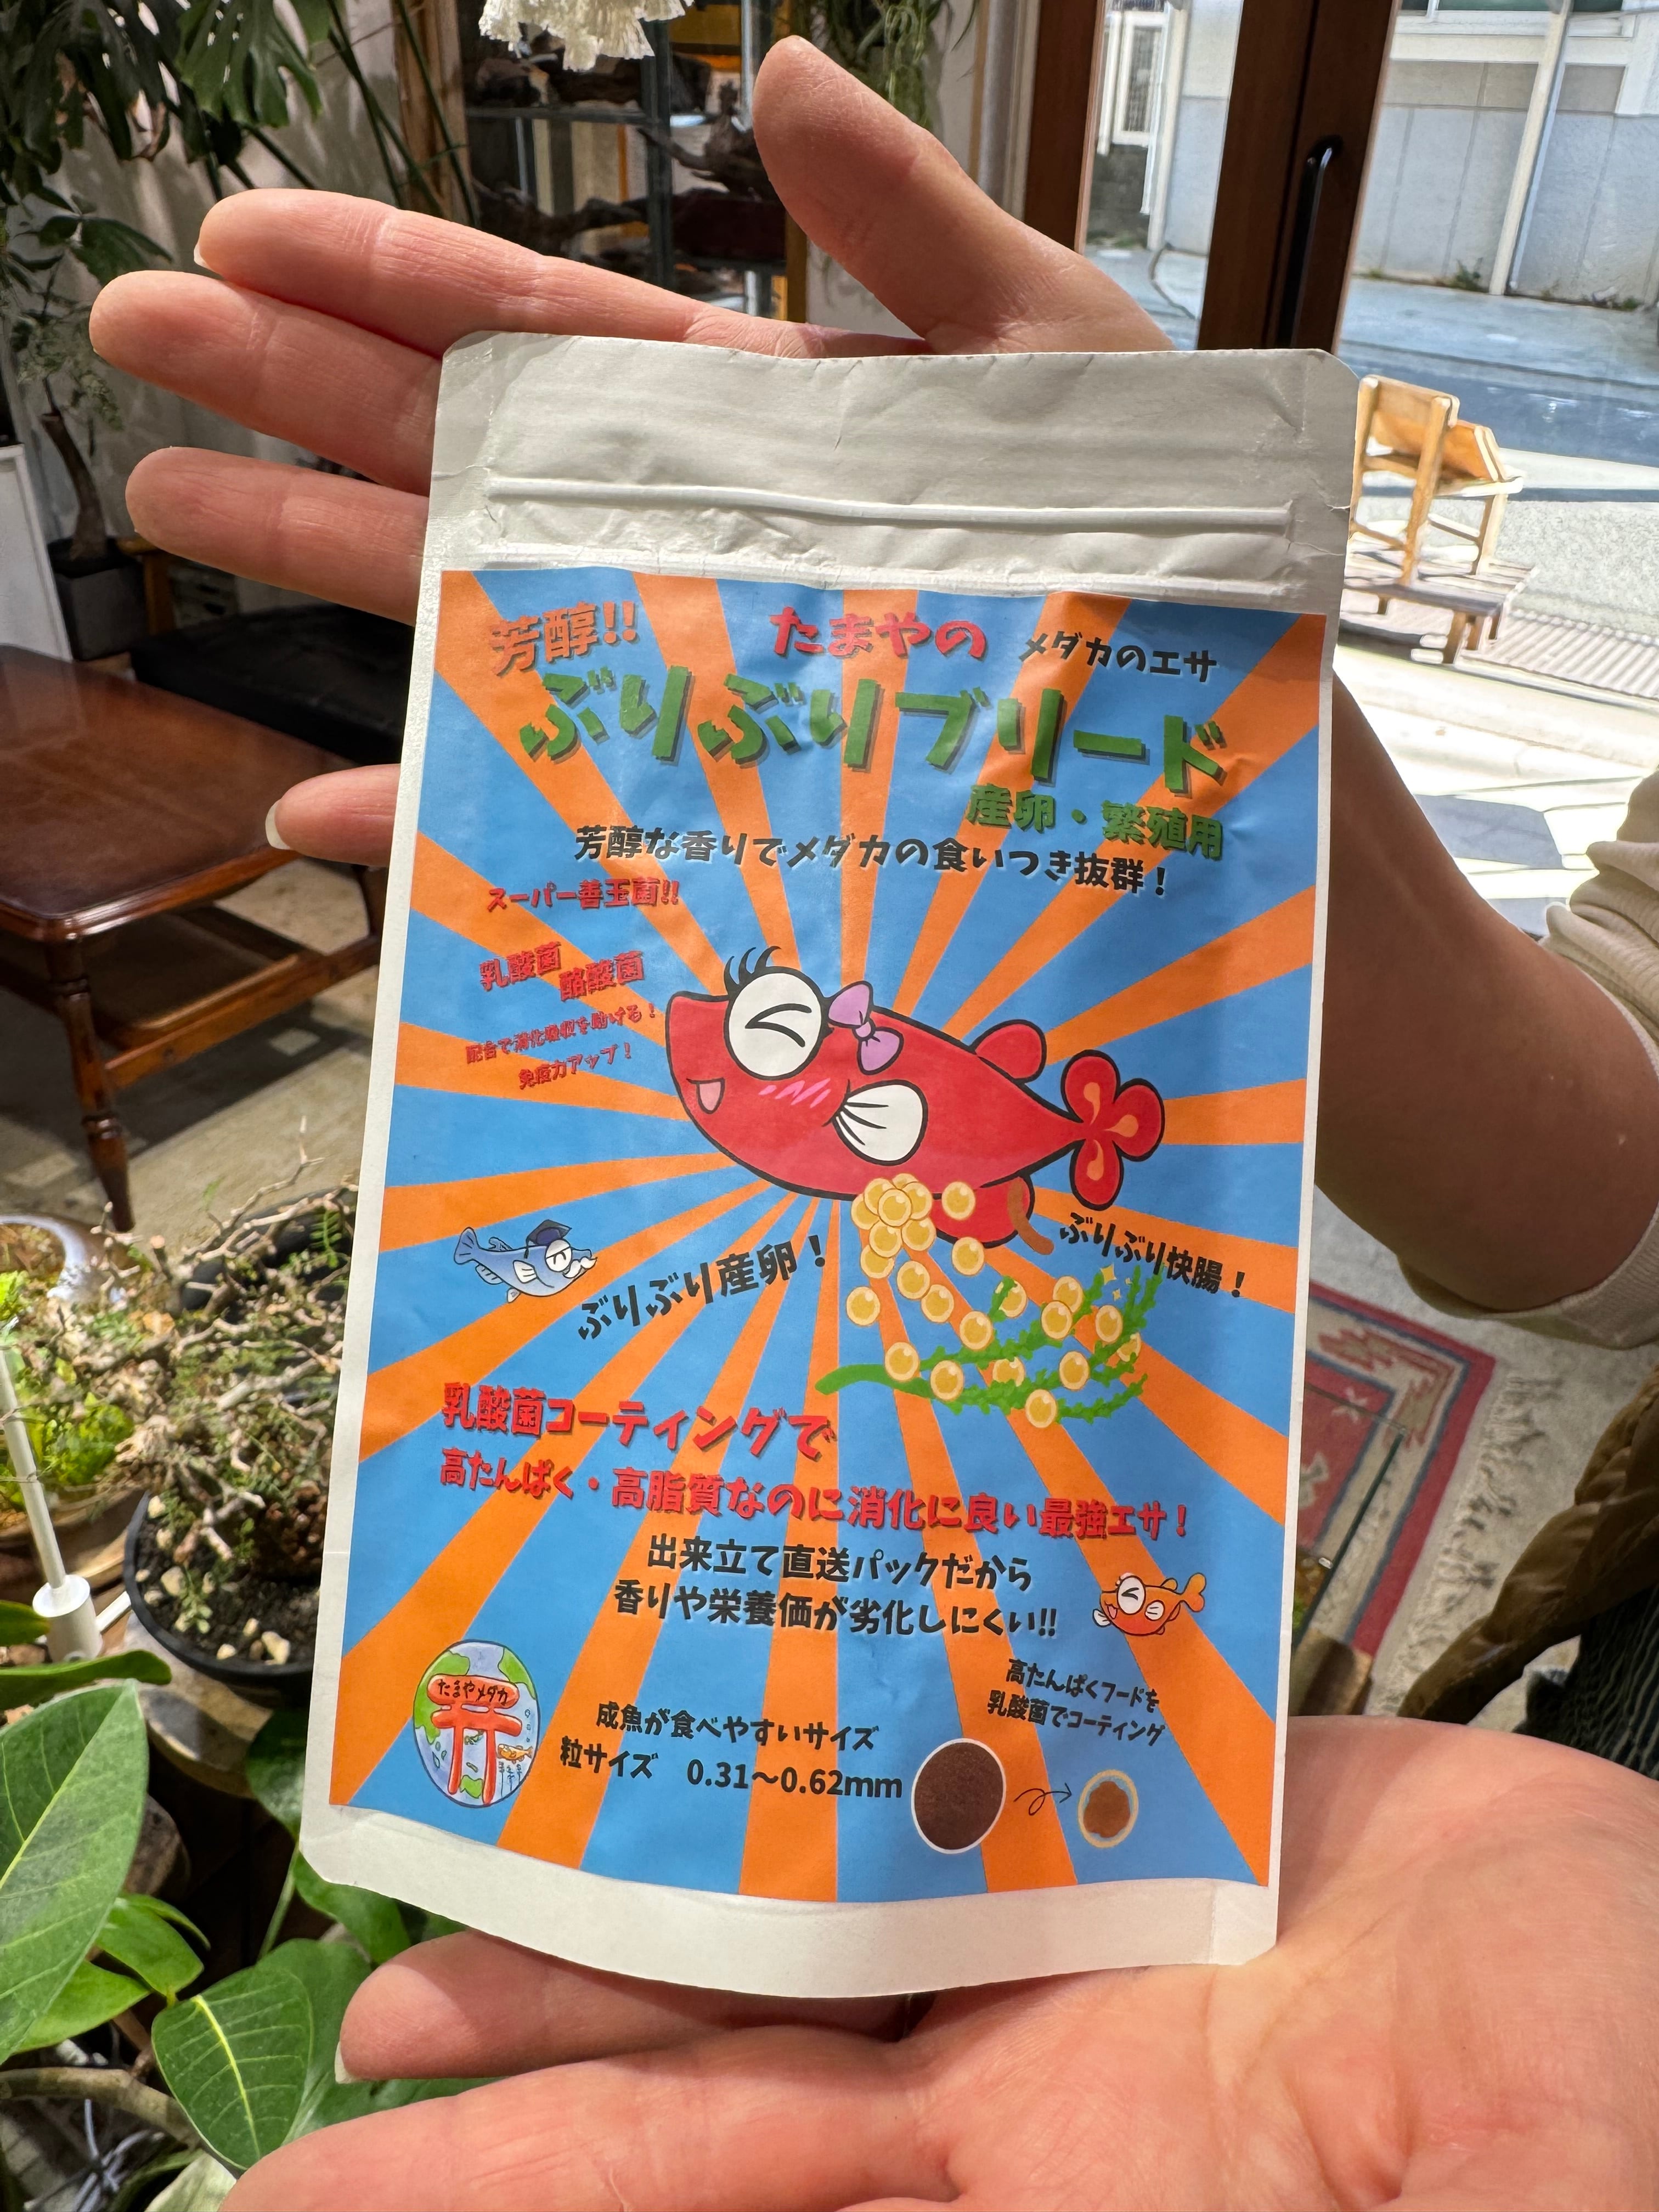 芳醇!!
たまやの メダカのエサ
ぶりぶりブリード
産卵・繁殖用
芳醇な香りでメダカの食いつき抜群！
スーパー善玉菌!!
乳酸菌
酪酸菌
配合で消化吸収を助ける！
免疫力アップ！
ぶりぶり産卵！
ぶりぶり快腸！
乳酸菌コーティングで
高たんぱく・高脂質なのに消化に良い最強エサ！
出来立て直送パックだから
香りや栄養価が劣化しにくい!!
高たんぱくフードを
乳酸菌でコーティング
たまやメダカ
成魚が食べやすいサイズ
粒サイズ 0.31〜0.62mm